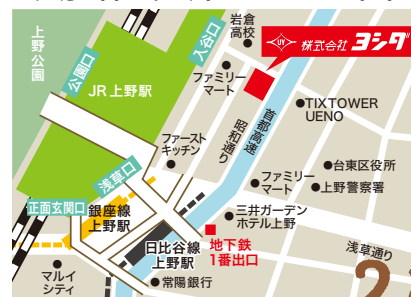 岩倉
高校
UY
株式会社 ヨシダ
上野公園
公園口
入谷口
JR上野駅
ファミリー
マート
首都高速
昭和通り
TIXTOWER
UENO
ファースト
キッチン
浅草口
台東区役所
上野警察署
ファミリー
マート
正面玄関口
銀座線
上野駅
三井ガーデン
ホテル上野
日比谷線
上野駅
地下鉄
1番出口
浅草通り
マルイ
シティ
常陽銀行
2